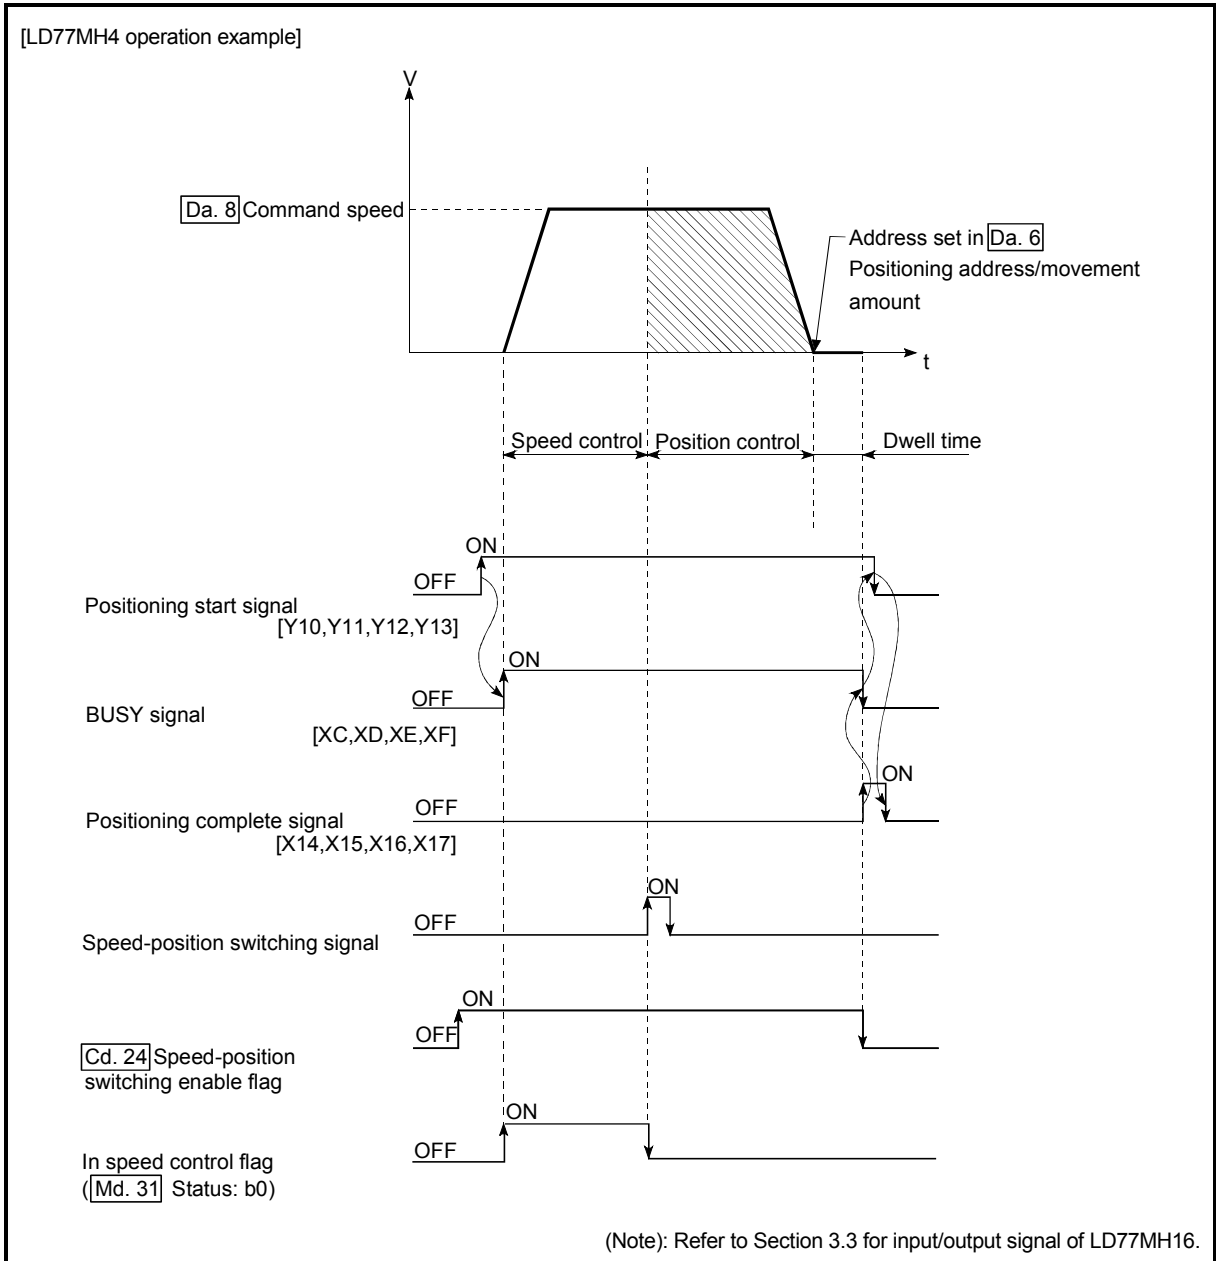 [LD77MH4 operation example]
V
Da. 8 Command speed
Address set in Da. 6
Positioning address/movement
amount
t
Speed control
Position control
Dwell time
ON
OFF
Positioning start signal
[Y10,Y11,Y12,Y13]
ON
OFF
BUSY signal
[XC,XD,XE,XF]
ON
OFF
Positioning complete signal
[X14,X15,X16,X17]
ON
OFF
Speed-position switching signal
ON
OFF
Cd. 24 Speed-position
switching enable flag
ON
OFF
In speed control flag
(Md. 31 Status: b0)
(Note): Refer to Section 3.3 for input/output signal of LD77MH16.